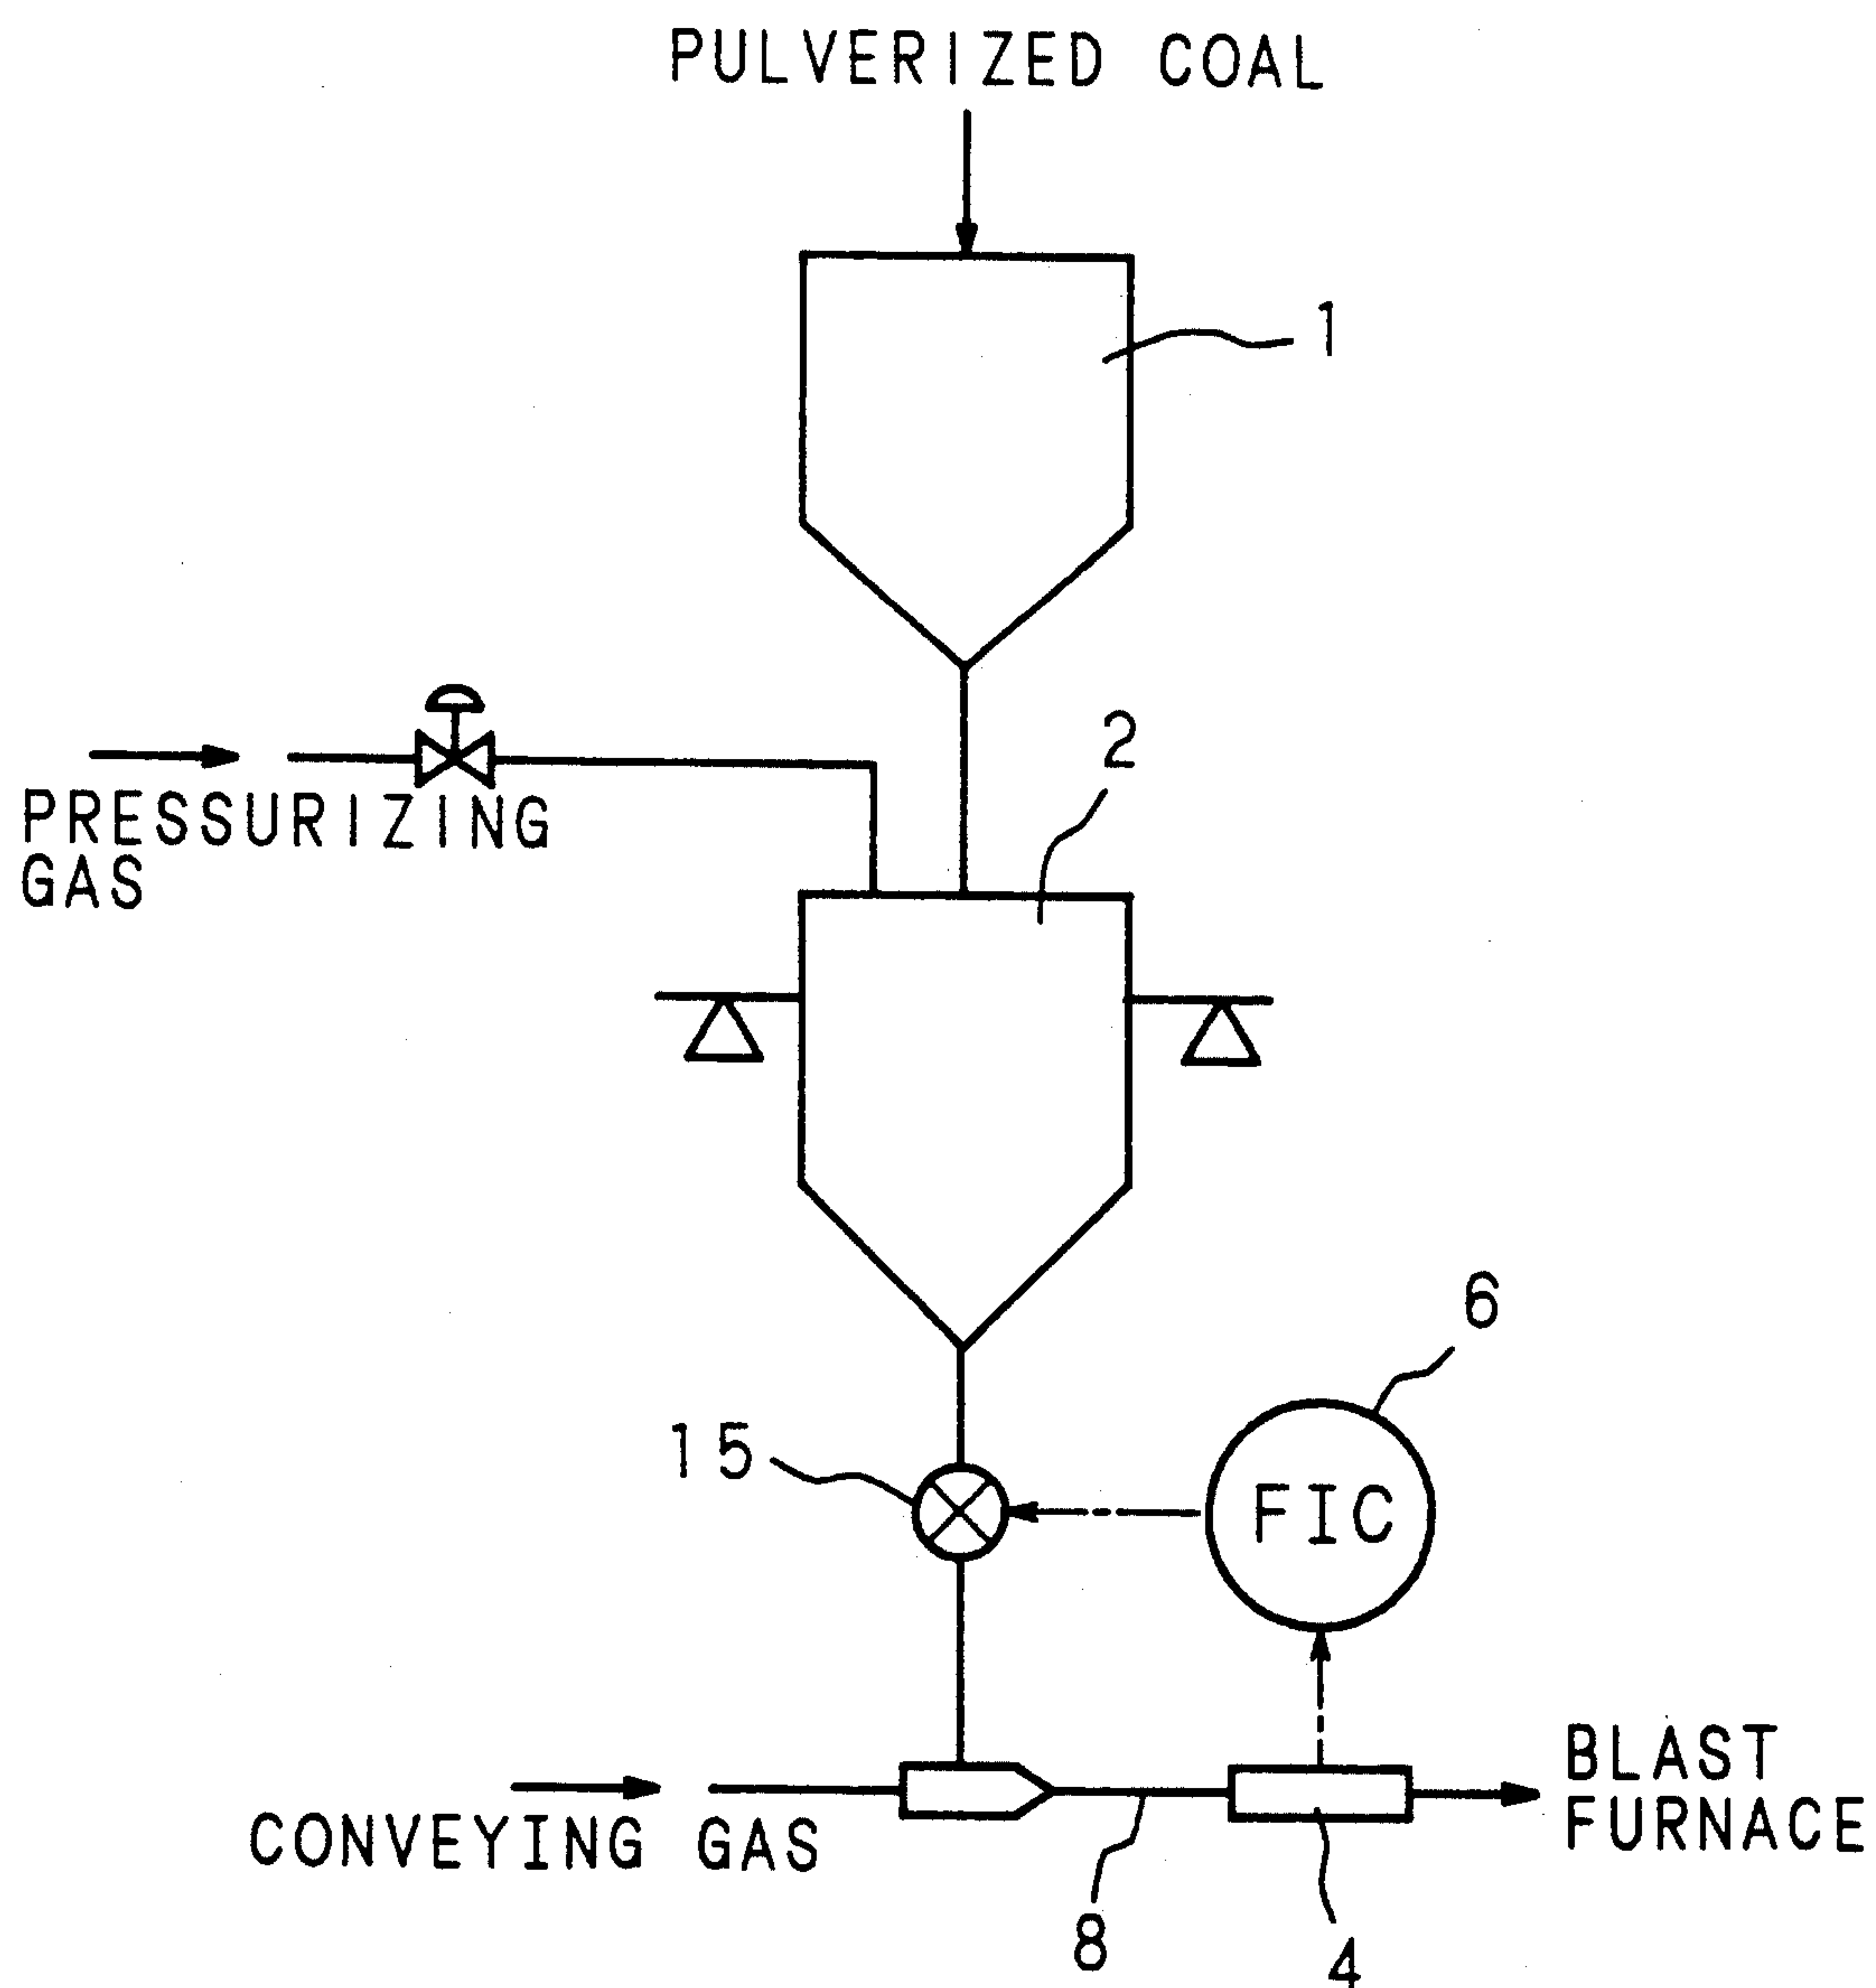 PULVERIZED COAL
1
2
PRESSURIZING
GAS
6
15
FIC
BLAST
FURNACE
CONVEYING GAS
8
4